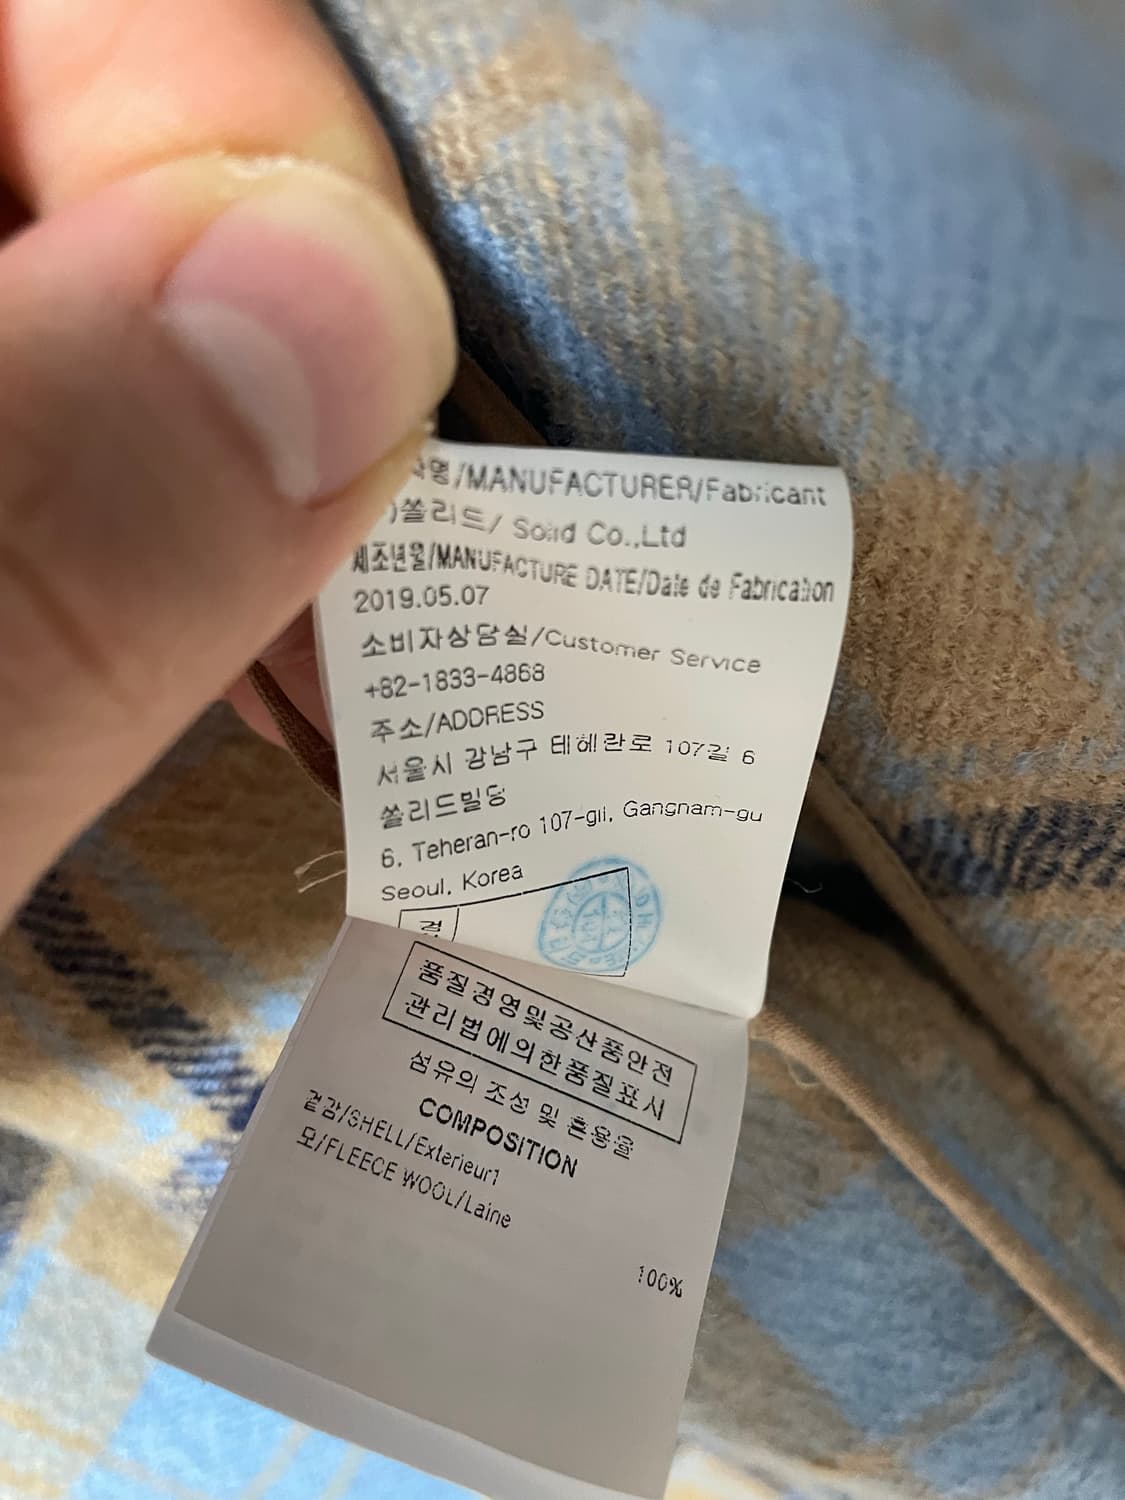 명/MANUFACTURER/Fabricant
)쏠리드/ Solid Co.,Ltd
제조년월/MANUFACTURE DATE/Date de Fabrication
2019.05.07
소비자상담실/Customer Service
+82-1833-4868
주소/ADDRESS
서울시 강남구 테헤란로 107길 6
쏠리드빌딩
6, Teheran-ro 107-gil, Gangnam-gu
Seoul, Korea
품질경영및공산품안전
관리법에의한품질표시
섬유의 조성 및 혼용율
COMPOSITION
겉감/SHELL/Exterieur1
모/FLEECE WOOL/Laine
100%